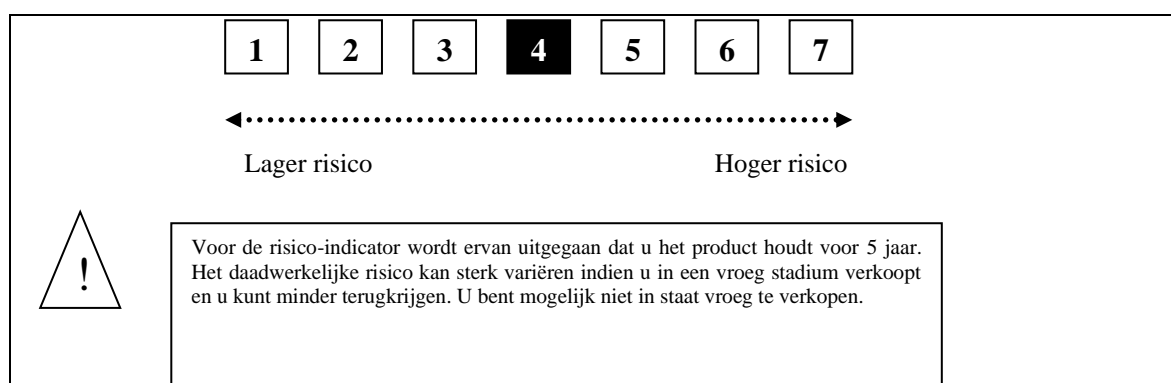 1 2 3 4 5 6 7
Lager risico Hoger risico
!
Voor de risico-indicator wordt ervan uitgegaan dat u het product houdt voor 5 jaar.
Het daadwerkelijke risico kan sterk variëren indien u in een vroeg stadium verkoopt
en u kunt minder terugkrijgen. U bent mogelijk niet in staat vroeg te verkopen.